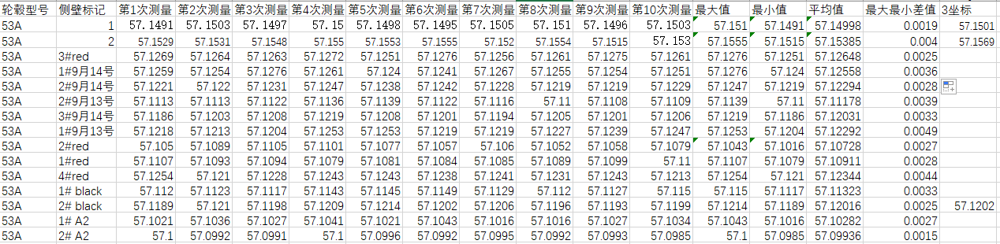 轮毂型号 侧壁标记 第1次测量 第2次测量 第3次测量 第4次测量 第5次测量 第6次测量 第7次测量 第8次测量 第9次测量 第10次测量 最大值 最小值 平均值 最大最小差值 3坐标
53A 1 57.1491 57.1503 57.1497 57.15 57.1498 57.1495 57.1505 57.151 57.1496 57.1503 57.151 57.1491 57.14998 0.0019 57.1501
53A 2 57.1529 57.1531 57.1548 57.155 57.1553 57.1555 57.152 57.1554 57.1515 57.153 57.1555 57.1515 57.15385 0.004 57.1569
53A 3#red 57.1269 57.1264 57.1263 57.1272 57.1251 57.1276 57.1256 57.1261 57.1275 57.1261 57.1276 57.1251 57.12648 0.0025
53A 1#9月14号 57.1259 57.1254 57.1276 57.1261 57.124 57.1241 57.1267 57.1255 57.1254 57.1251 57.1276 57.124 57.12558 0.0036
53A 2#9月14号 57.1221 57.122 57.1231 57.1247 57.1238 57.1242 57.1228 57.1219 57.1219 57.1229 57.1247 57.1219 57.12294 0.0028
53A 2#9月13号 57.1113 57.1113 57.1122 57.1136 57.1139 57.1122 57.1116 57.11 57.1108 57.1109 57.1139 57.11 57.11178 0.0039
53A 3#9月14号 57.1186 57.1203 57.1208 57.1219 57.1208 57.1201 57.1194 57.1205 57.1201 57.1206 57.1219 57.1186 57.12031 0.0033
53A 1#9月13号 57.1218 57.1213 57.1204 57.1253 57.1253 57.1219 57.1219 57.1227 57.1239 57.1247 57.1253 57.1204 57.12292 0.0049
53A 2#red 57.105 57.1089 57.1105 57.1101 57.1077 57.1057 57.106 57.1052 57.1058 57.1079 57.1043 57.1016 57.10728 0.0027
53A 1#red 57.1107 57.1093 57.1094 57.1079 57.1081 57.1084 57.1085 57.1089 57.1099 57.11 57.1107 57.1079 57.10911 0.0028
53A 4#red 57.1254 57.121 57.1228 57.1243 57.1243 57.1238 57.1241 57.1231 57.1243 57.1213 57.1254 57.121 57.12344 0.0044
53A 1# black 57.112 57.1123 57.1117 57.1143 57.1145 57.1149 57.1129 57.112 57.1127 57.115 57.115 57.1117 57.11323 0.0033
53A 2# black 57.1189 57.121 57.1198 57.1209 57.1214 57.1202 57.1206 57.1196 57.1193 57.1199 57.1214 57.1189 57.12016 0.0025 57.1202
53A 1# A2 57.1021 57.1036 57.1027 57.1041 57.1021 57.1043 57.1016 57.1016 57.1027 57.1034 57.1043 57.1016 57.10282 0.0027
53A 2# A2 57.1 57.0992 57.0991 57.1 57.0996 57.0992 57.0995 57.0992 57.0993 57.0985 57.1 57.0985 57.09936 0.0015